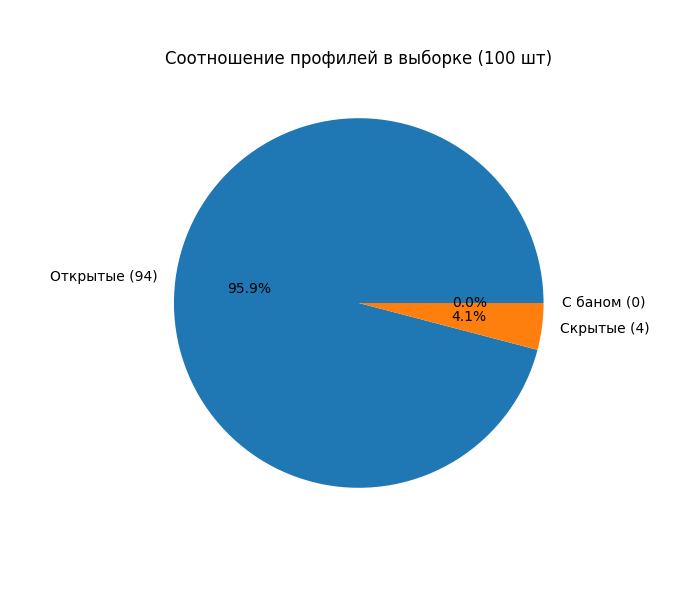 Соотношение профилей в выборке (100 шт)
Открытые (94)
95.9%
0.0%
С баном (0)
4.1%
Скрытые (4)